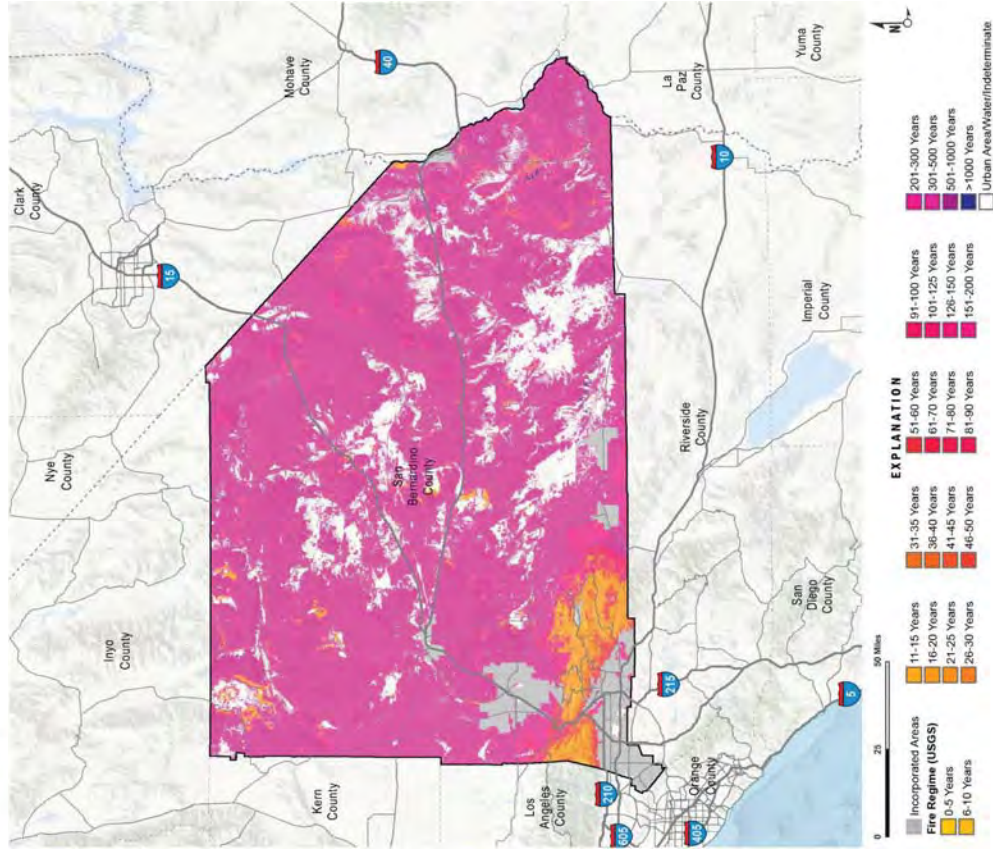 Nye
County
Clark
County
15
Inyo
County
Mohave
County
40
Kern
County
San
Bernardino
County
La
Paz
County
Yuma
County
10
Los
Angeles
County
210
605
405
Orange
County
215
5
Riverside
County
San
Diego
County
Imperial
County
N
0
25
50 Miles
EXPLANATION
Incorporated Areas
Fire Regime (USGS)
0-5 Years
6-10 Years
11-15 Years
16-20 Years
21-25 Years
26-30 Years
31-35 Years
36-40 Years
41-45 Years
46-50 Years
51-60 Years
61-70 Years
71-80 Years
81-90 Years
91-100 Years
101-125 Years
126-150 Years
151-200 Years
201-300 Years
301-500 Years
501-1000 Years
>1000 Years
Urban Area/Water/Indeterminate